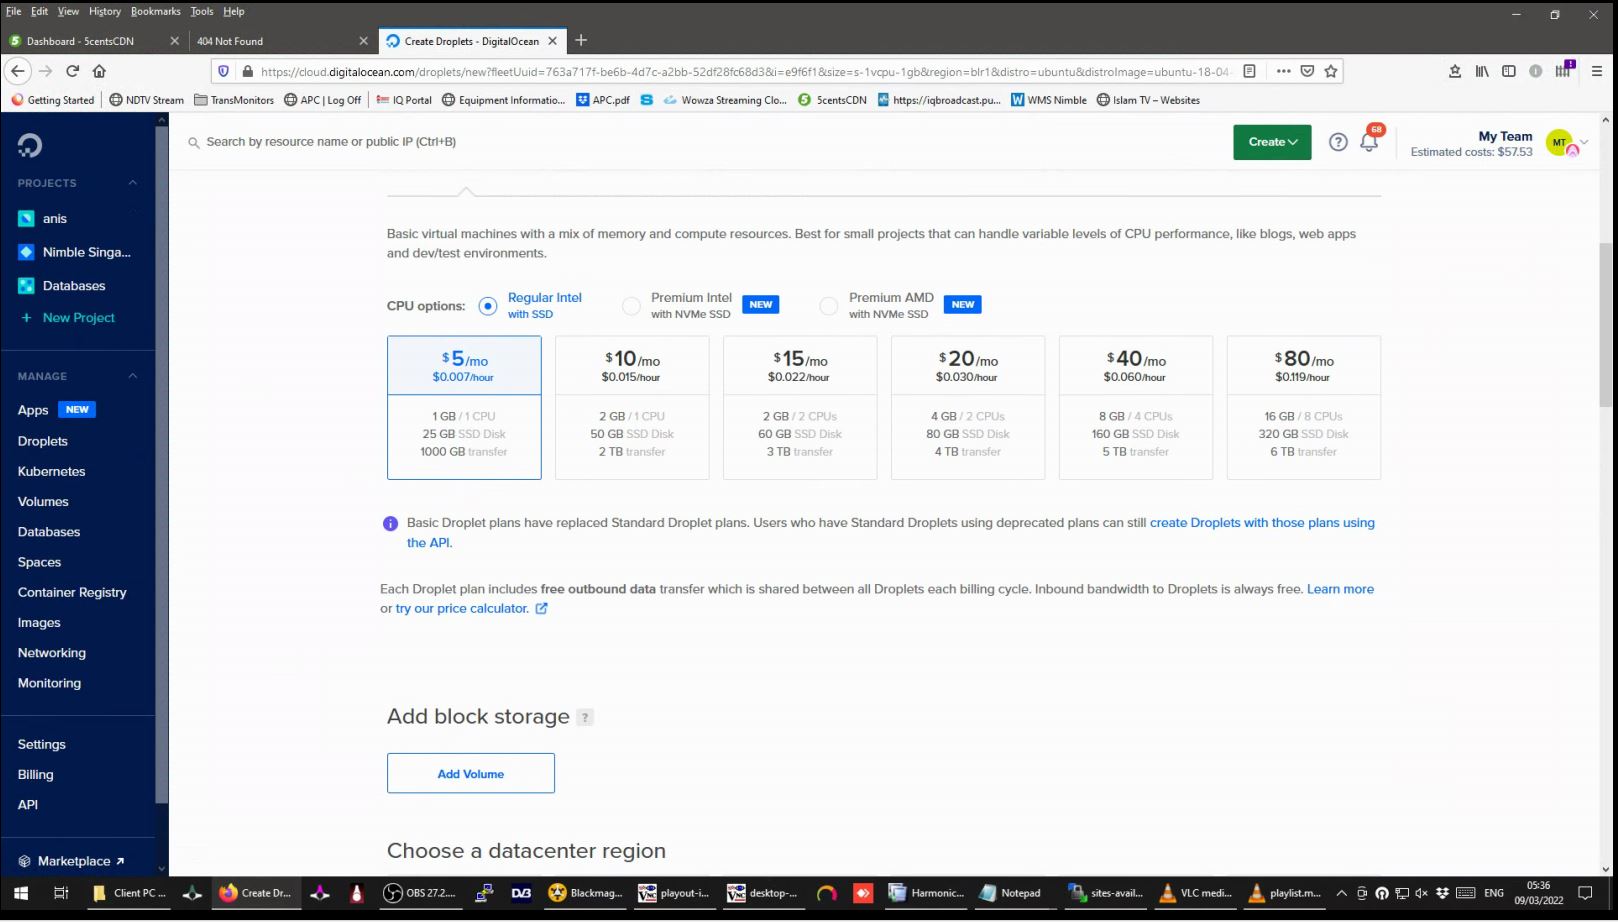 File Edit View History Bookmarks Tools Help
Dashboard - 5centsCDN
404 Not Found
Create Droplets - DigitalOcean
https://cloud.digitalocean.com/droplets/new?fleetUuid=763a717f-be6b-4d7c-a2bb-52df28fc68d3&i=e9f6f1&size=s-1vcpu-1gb&region=blr1&distro=ubuntu&distroImage=ubuntu-18-04-
1
Getting Started NDTV Stream TransMonitors APC | Log Off IQ Portal Equipment Informatio... APC.pdf Wowza Streaming Clo... 5centsCDN https://iqbroadcast.pu... WMS Nimble Islam TV – Websites
Search by resource name or public IP (Ctrl+B)
Create
68
My Team
Estimated costs: $57.53
MT
PROJECTS
anis
Nimble Singa...
Databases
+ New Project
MANAGE
Apps NEW
Droplets
Kubernetes
Volumes
Databases
Spaces
Container Registry
Images
Networking
Monitoring
Settings
Billing
API
Marketplace
Basic virtual machines with a mix of memory and compute resources. Best for small projects that can handle variable levels of CPU performance, like blogs, web apps
and dev/test environments.
CPU options:
Regular Intel
with SSD
Premium Intel
with NVMe SSD
NEW
Premium AMD
with NVMe SSD
NEW
$5/mo
$0.007/hour
1 GB / 1 CPU
25 GB SSD Disk
1000 GB transfer
$10/mo
$0.015/hour
2 GB / 1 CPU
50 GB SSD Disk
2 TB transfer
$15/mo
$0.022/hour
2 GB / 2 CPUs
60 GB SSD Disk
3 TB transfer
$20/mo
$0.030/hour
4 GB / 2 CPUs
80 GB SSD Disk
4 TB transfer
$40/mo
$0.060/hour
8 GB / 4 CPUs
160 GB SSD Disk
5 TB transfer
$80/mo
$0.119/hour
16 GB / 8 CPUs
320 GB SSD Disk
6 TB transfer
Basic Droplet plans have replaced Standard Droplet plans. Users who have Standard Droplets using deprecated plans can still create Droplets with those plans using
the API.
Each Droplet plan includes free outbound data transfer which is shared between all Droplets each billing cycle. Inbound bandwidth to Droplets is always free. Learn more
or try our price calculator.
Add block storage ?
Add Volume
Choose a datacenter region
Client PC ... Create Dr... OBS 27.2.... Blackmag... playout-i... desktop-... Harmonic... Notepad sites-avail... VLC medi... playlist.m... ENG
05:36
09/03/2022